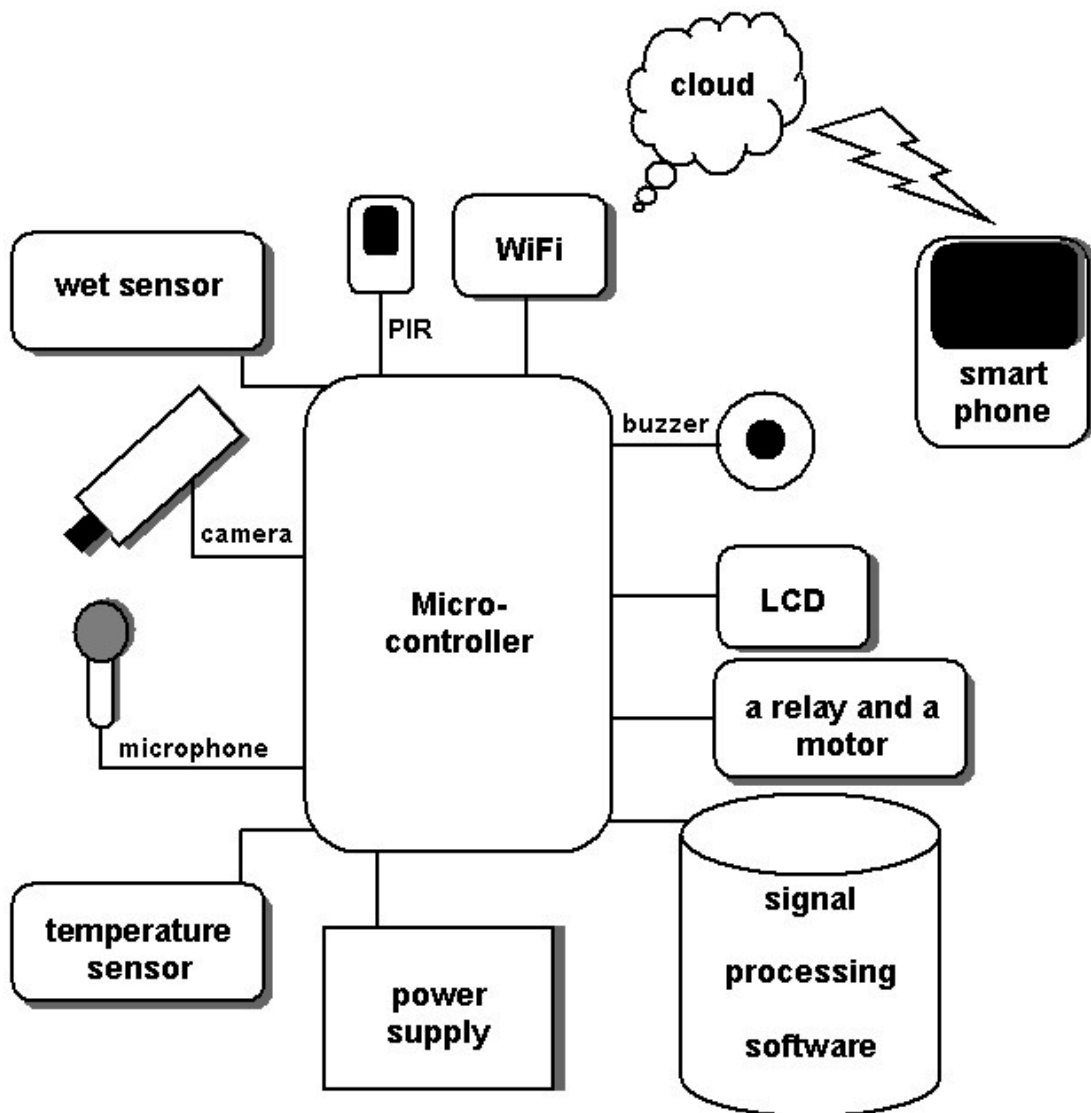 cloud
WiFi
wet sensor
PIR
smart
phone
buzzer
camera
Micro-
controller
LCD
a relay and a
motor
microphone
temperature
sensor
power
supply
signal
processing
software